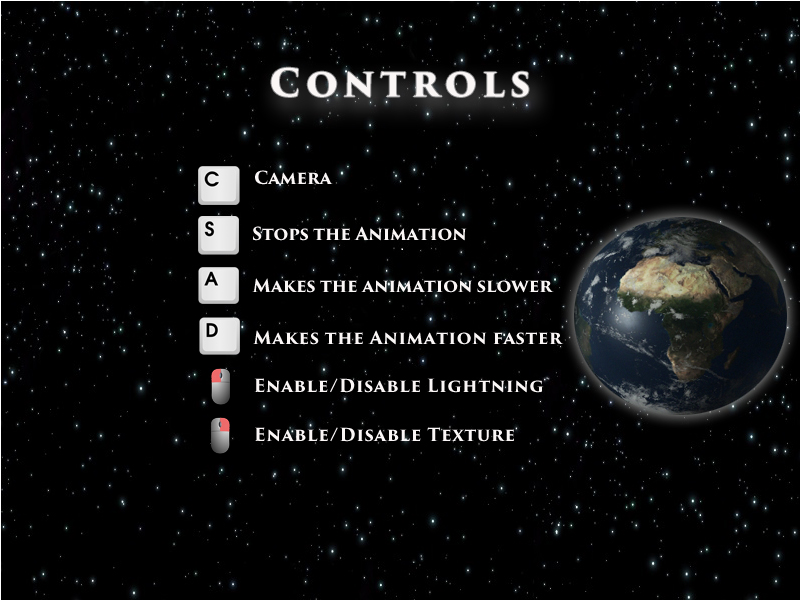 Controls
C Camera
S Stops the Animation
A Makes the animation slower
D Makes the Animation faster
Enable/Disable Lightning
Enable/Disable Texture